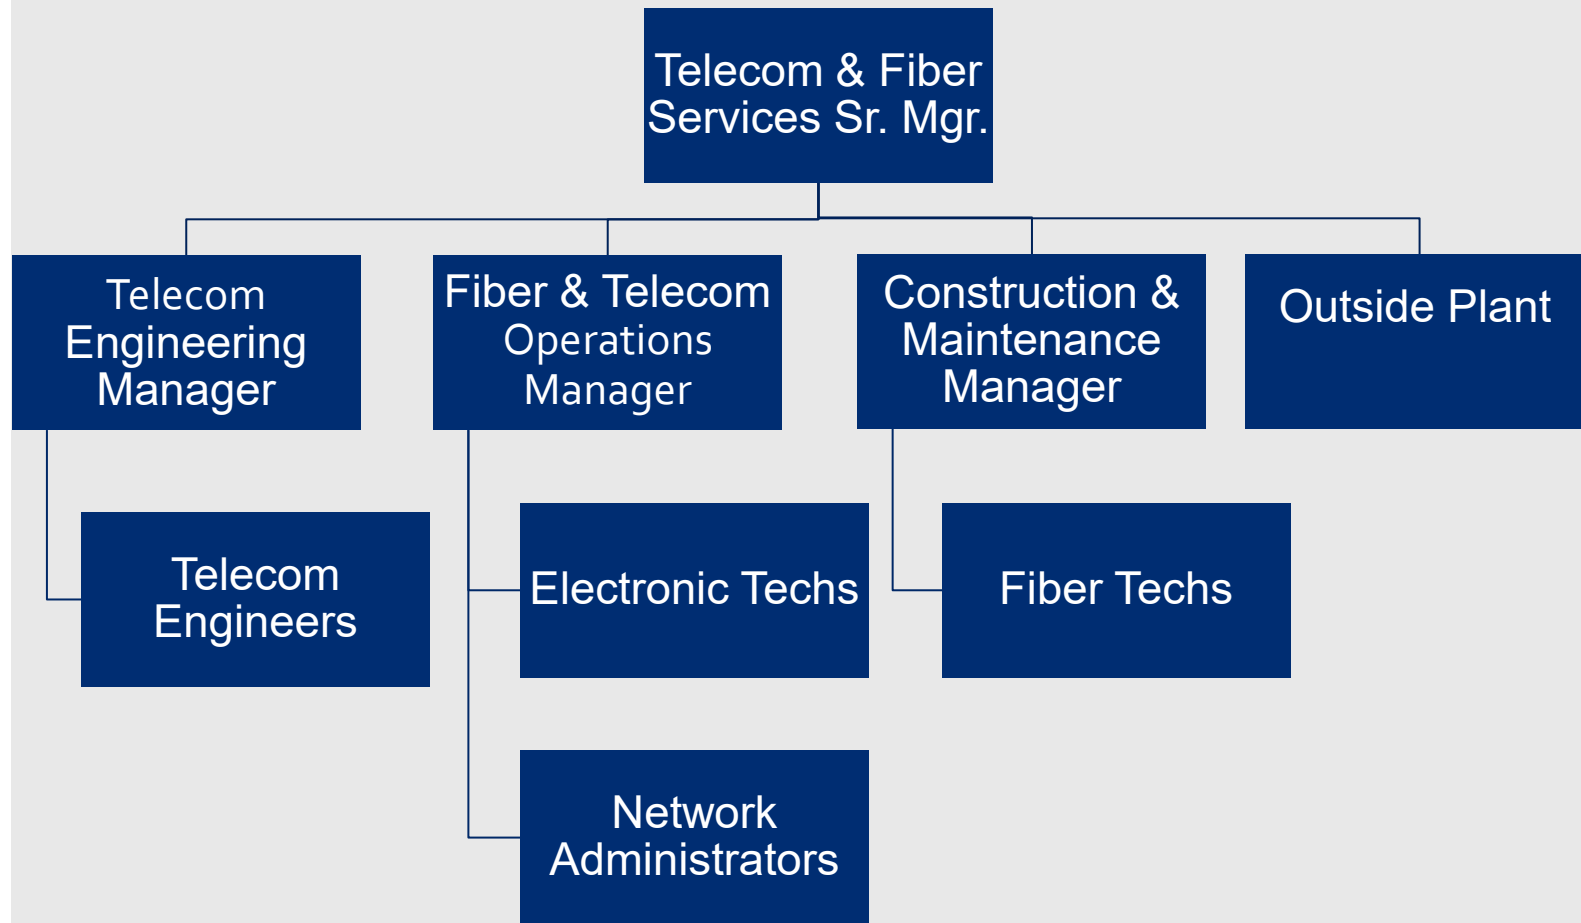 Telecom & Fiber
Services Sr. Mgr.
Telecom
Engineering
Manager
Fiber & Telecom
Operations
Manager
Construction &
Maintenance
Manager
Outside Plant
Telecom
Engineers
Electronic Techs
Fiber Techs
Network
Administrators